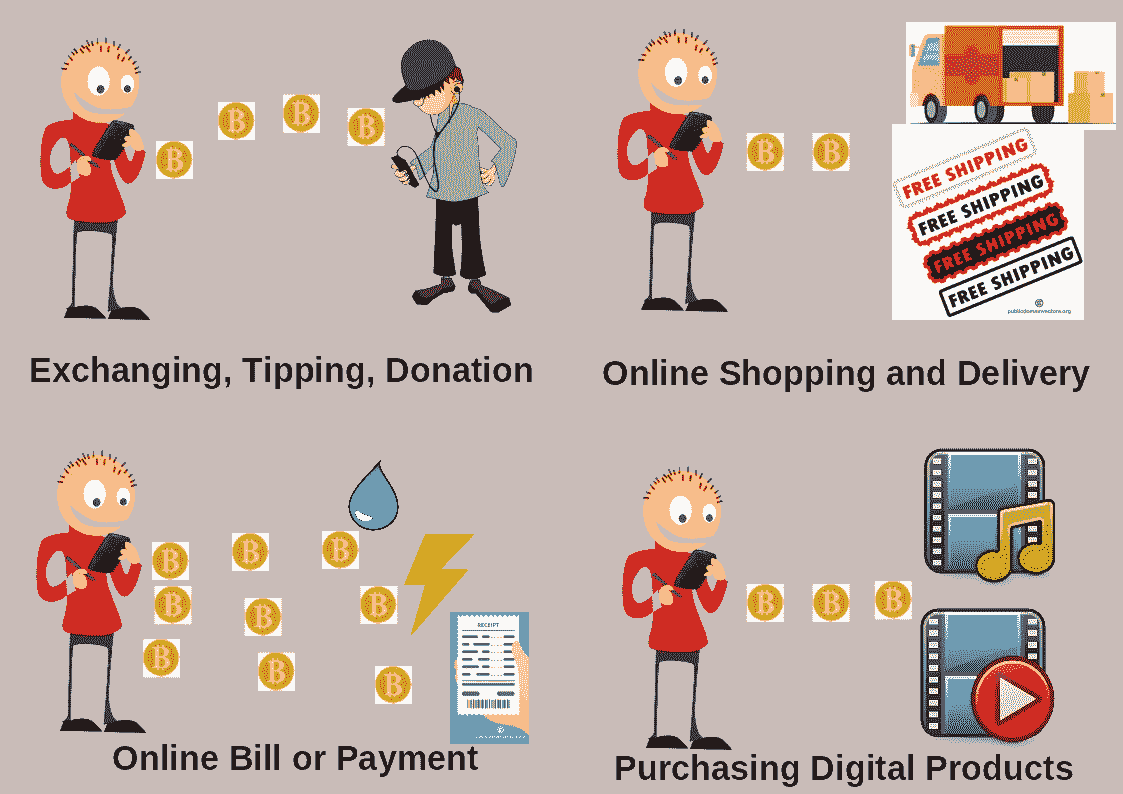 FREE SHIPPING
FREE SHIPPING
FREE SHIPPING
FREE SHIPPING
publicdomainvectors.org
Exchanging, Tipping, Donation
Online Shopping and Delivery
RECEIPT
Online Bill or Payment
Purchasing Digital Products